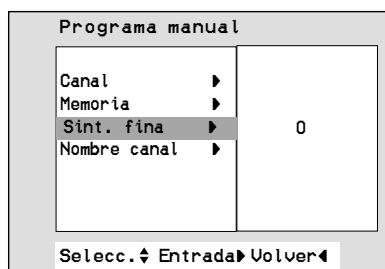 Programa manual
Canal ▶
Memoria ▶
Sint. fina ▶ 0
Nombre canal ▶
Selecc.▲▼ Entrada▶ Volver◀